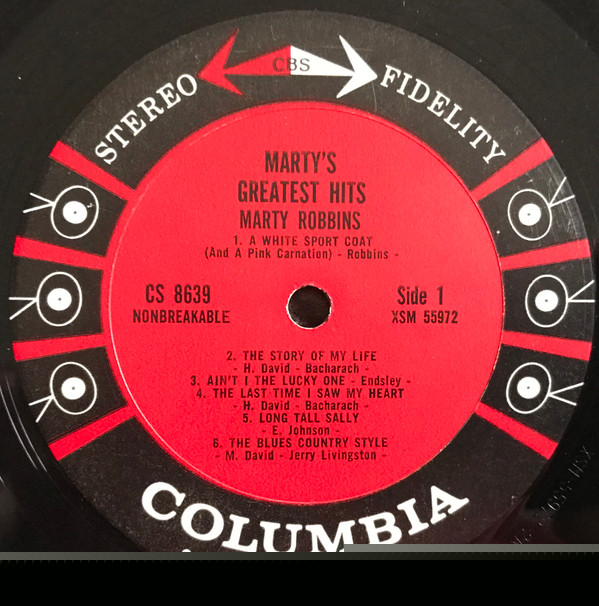 CBS
STEREO FIDELITY
MARTY'S
GREATEST HITS
MARTY ROBBINS
1. A WHITE SPORT COAT
(And A Pink Carnation) - Robbins -
CS 8639
NONBREAKABLE
Side 1
XSM 55972
2. THE STORY OF MY LIFE
- H. David - Bacharach -
3. AIN'T I THE LUCKY ONE - Endsley -
4. THE LAST TIME I SAW MY HEART
- H. David - Bacharach -
5. LONG TALL SALLY
- E. Johnson -
6. THE BLUES COUNTRY STYLE
- M. David - Jerry Livingston -
COLUMBIA